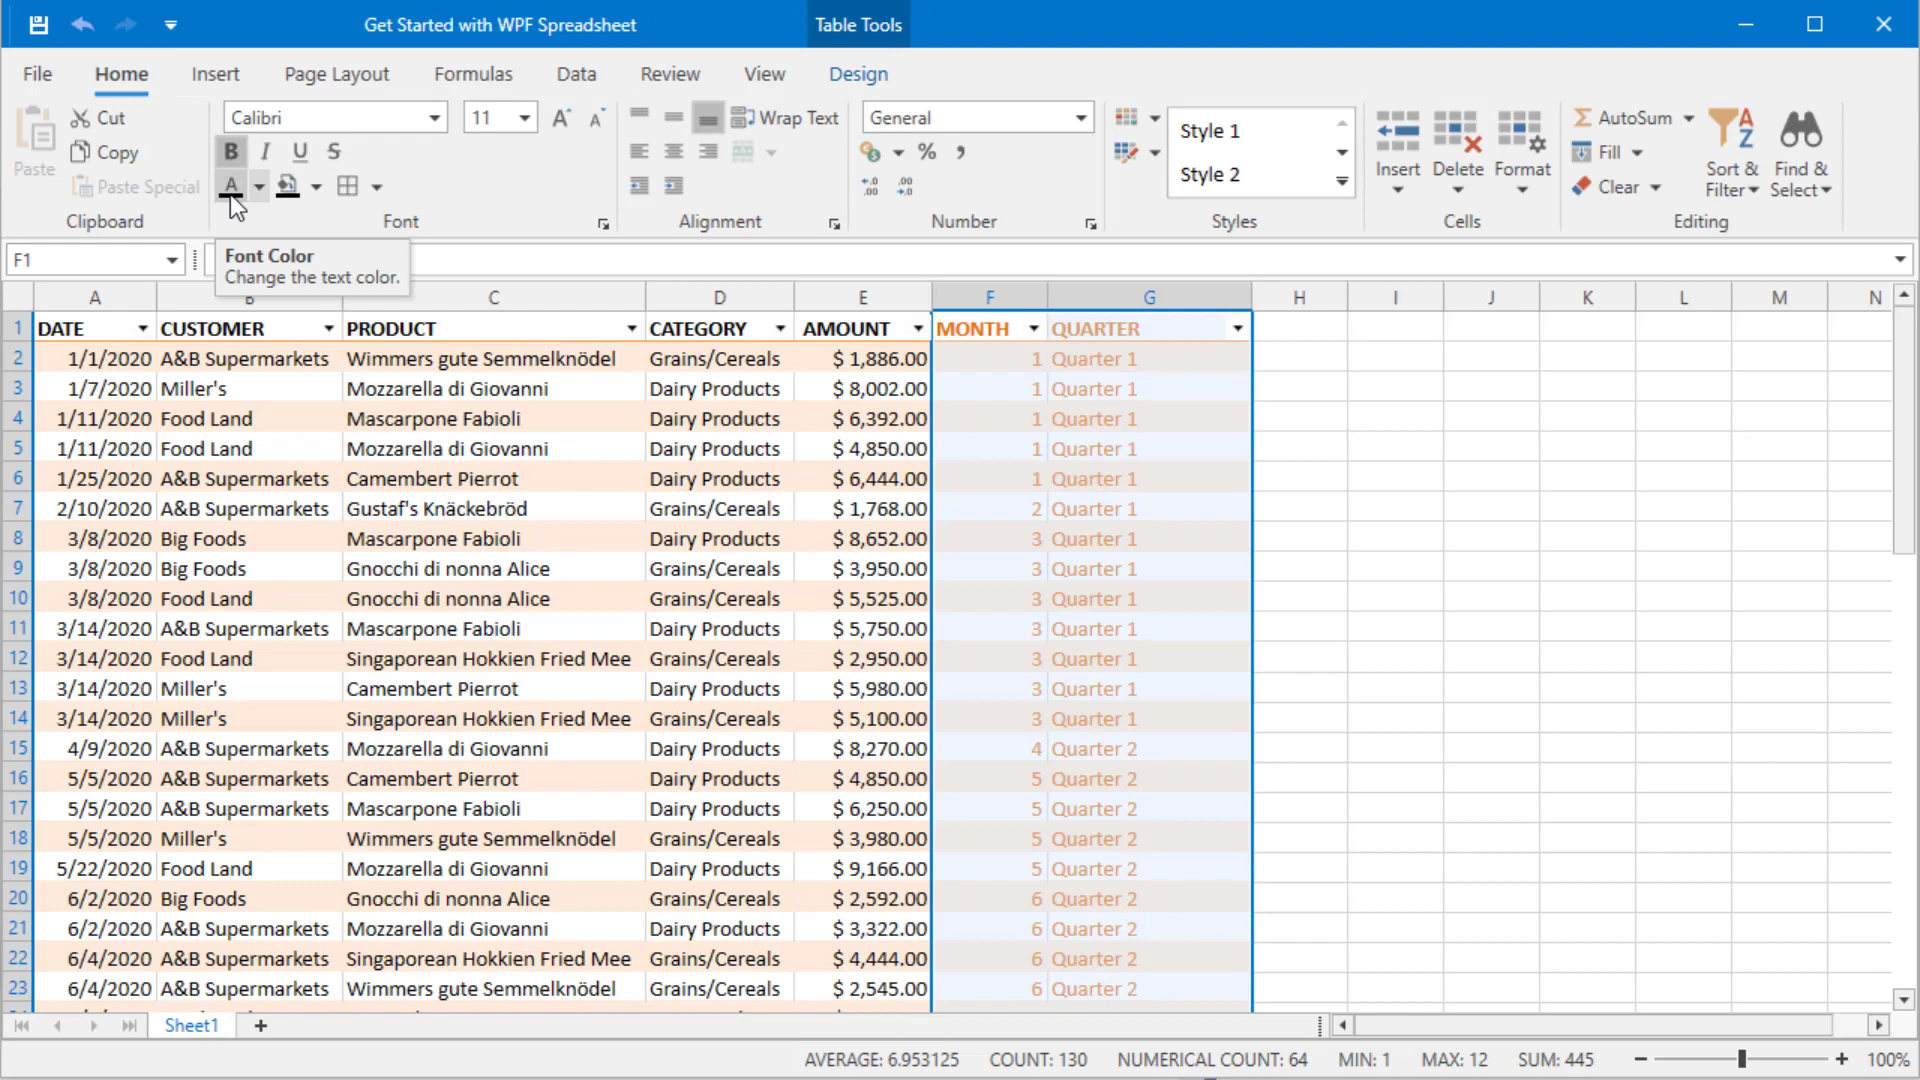 Get Started with WPF Spreadsheet Table Tools
File Home Insert Page Layout Formulas Data Review View Design
Paste
Cut
Copy
Paste Special
Clipboard
Calibri 11
B I U S
A
Font
Wrap Text
Alignment
General
% ,
Number
Style 1
Style 2
Styles
Insert Delete Format
Cells
AutoSum
Fill
Clear
Sort & Filter
Find & Select
Editing
F1
Font Color
Change the text color.
A B C D E F G H I J K L M N
1 DATE CUSTOMER PRODUCT CATEGORY AMOUNT MONTH QUARTER
2 1/1/2020 A&B Supermarkets Wimmers gute Semmelknödel Grains/Cereals $ 1,886.00 1 Quarter 1
3 1/7/2020 Miller's Mozzarella di Giovanni Dairy Products $ 8,002.00 1 Quarter 1
4 1/11/2020 Food Land Mascarpone Fabioli Dairy Products $ 6,392.00 1 Quarter 1
5 1/11/2020 Food Land Mozzarella di Giovanni Dairy Products $ 4,850.00 1 Quarter 1
6 1/25/2020 A&B Supermarkets Camembert Pierrot Dairy Products $ 6,444.00 1 Quarter 1
7 2/10/2020 A&B Supermarkets Gustaf's Knäckebröd Grains/Cereals $ 1,768.00 2 Quarter 1
8 3/8/2020 Big Foods Mascarpone Fabioli Dairy Products $ 8,652.00 3 Quarter 1
9 3/8/2020 Big Foods Gnocchi di nonna Alice Grains/Cereals $ 3,950.00 3 Quarter 1
10 3/8/2020 Food Land Gnocchi di nonna Alice Grains/Cereals $ 5,525.00 3 Quarter 1
11 3/14/2020 A&B Supermarkets Mascarpone Fabioli Dairy Products $ 5,750.00 3 Quarter 1
12 3/14/2020 Food Land Singaporean Hokkien Fried Mee Grains/Cereals $ 2,950.00 3 Quarter 1
13 3/14/2020 Miller's Camembert Pierrot Dairy Products $ 5,980.00 3 Quarter 1
14 3/14/2020 Miller's Singaporean Hokkien Fried Mee Grains/Cereals $ 5,100.00 3 Quarter 1
15 4/9/2020 A&B Supermarkets Mozzarella di Giovanni Dairy Products $ 8,270.00 4 Quarter 2
16 5/5/2020 A&B Supermarkets Camembert Pierrot Dairy Products $ 4,850.00 5 Quarter 2
17 5/5/2020 A&B Supermarkets Mascarpone Fabioli Dairy Products $ 6,250.00 5 Quarter 2
18 5/5/2020 Miller's Wimmers gute Semmelknödel Grains/Cereals $ 3,980.00 5 Quarter 2
19 5/22/2020 Food Land Mozzarella di Giovanni Dairy Products $ 9,166.00 5 Quarter 2
20 6/2/2020 Big Foods Gnocchi di nonna Alice Grains/Cereals $ 2,592.00 6 Quarter 2
21 6/2/2020 A&B Supermarkets Mozzarella di Giovanni Dairy Products $ 3,322.00 6 Quarter 2
22 6/4/2020 A&B Supermarkets Singaporean Hokkien Fried Mee Grains/Cereals $ 4,444.00 6 Quarter 2
23 6/4/2020 A&B Supermarkets Wimmers gute Semmelknödel Grains/Cereals $ 2,545.00 6 Quarter 2
Sheet1
AVERAGE: 6.953125 COUNT: 130 NUMERICAL COUNT: 64 MIN: 1 MAX: 12 SUM: 445 100%